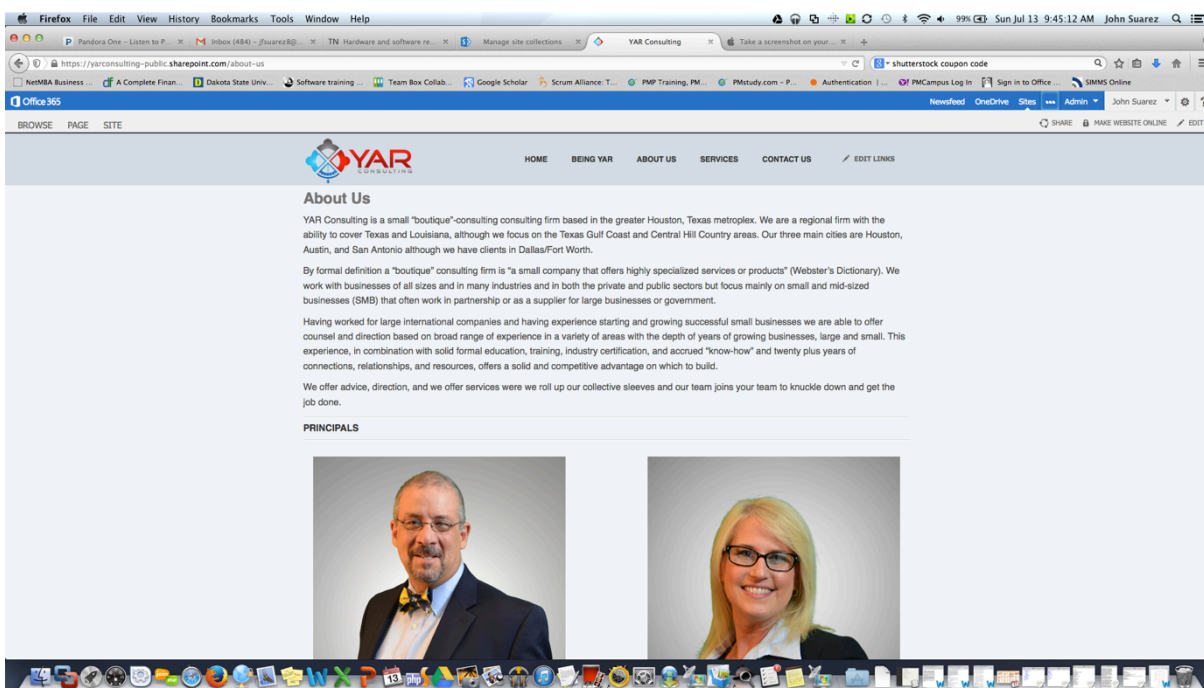 Firefox File Edit View History Bookmarks Tools Window Help 99% Sun Jul 13 9:45:12 AM John Suarez
Pandora One – Listen to P... Inbox (484) – jfsuarez8@... TN Hardware and software re... Manage site collections YAR Consulting Take a screenshot on your...
https://yarconsulting-public.sharepoint.com/about-us shutterstock coupon code
NetMBA Business ... A Complete Finan... Dakota State Univ... Software training ... Team Box Collab... Google Scholar Scrum Alliance: T... PMP Training, PM... PMstudy.com – P... Authentication | ... PMCampus Log In Sign in to Office ... SIMMS Online
Office 365 Newsfeed OneDrive Sites ... Admin John Suarez ?
BROWSE PAGE SITE SHARE MAKE WEBSITE ONLINE EDIT
YAR CONSULTING HOME BEING YAR ABOUT US SERVICES CONTACT US EDIT LINKS
About Us
YAR Consulting is a small "boutique"-consulting consulting firm based in the greater Houston, Texas metroplex. We are a regional firm with the
ability to cover Texas and Louisiana, although we focus on the Texas Gulf Coast and Central Hill Country areas. Our three main cities are Houston,
Austin, and San Antonio although we have clients in Dallas/Fort Worth.
By formal definition a "boutique" consulting firm is "a small company that offers highly specialized services or products" (Webster's Dictionary). We
work with businesses of all sizes and in many industries and in both the private and public sectors but focus mainly on small and mid-sized
businesses (SMB) that often work in partnership or as a supplier for large businesses or government.
Having worked for large international companies and having experience starting and growing successful small businesses we are able to offer
counsel and direction based on broad range of experience in a variety of areas with the depth of years of growing businesses, large and small. This
experience, in combination with solid formal education, training, industry certification, and accrued "know-how" and twenty plus years of
connections, relationships, and resources, offers a solid and competitive advantage on which to build.
We offer advice, direction, and we offer services were we roll up our collective sleeves and our team joins your team to knuckle down and get the
job done.
PRINCIPALS